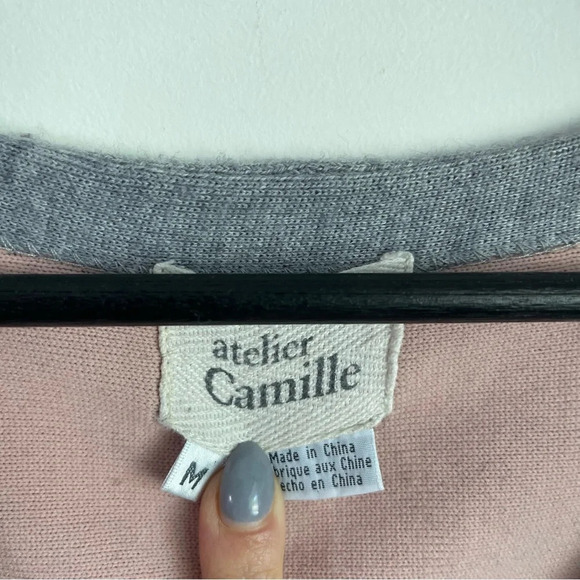 atelier
Camille
M
Made in China
brique aux Chine
echo en China